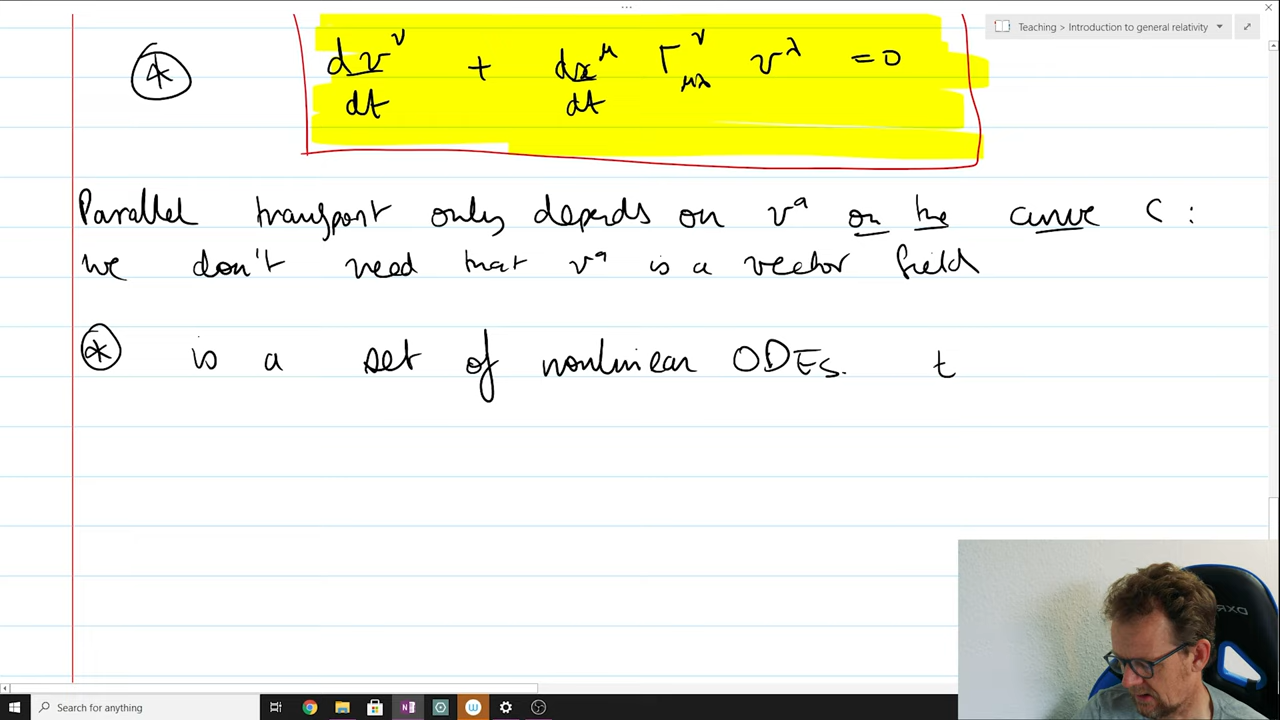 Teaching > Introduction to general relativity
⊛ dv^ν/dt + dx^μ/dt Γ^ν_μλ v^λ = 0
Parallel transport only depends on v^a on the curve C :
we don't need that v^a is a vector field
⊛ is a set of nonlinear ODEs. t
DXR
Search for anything